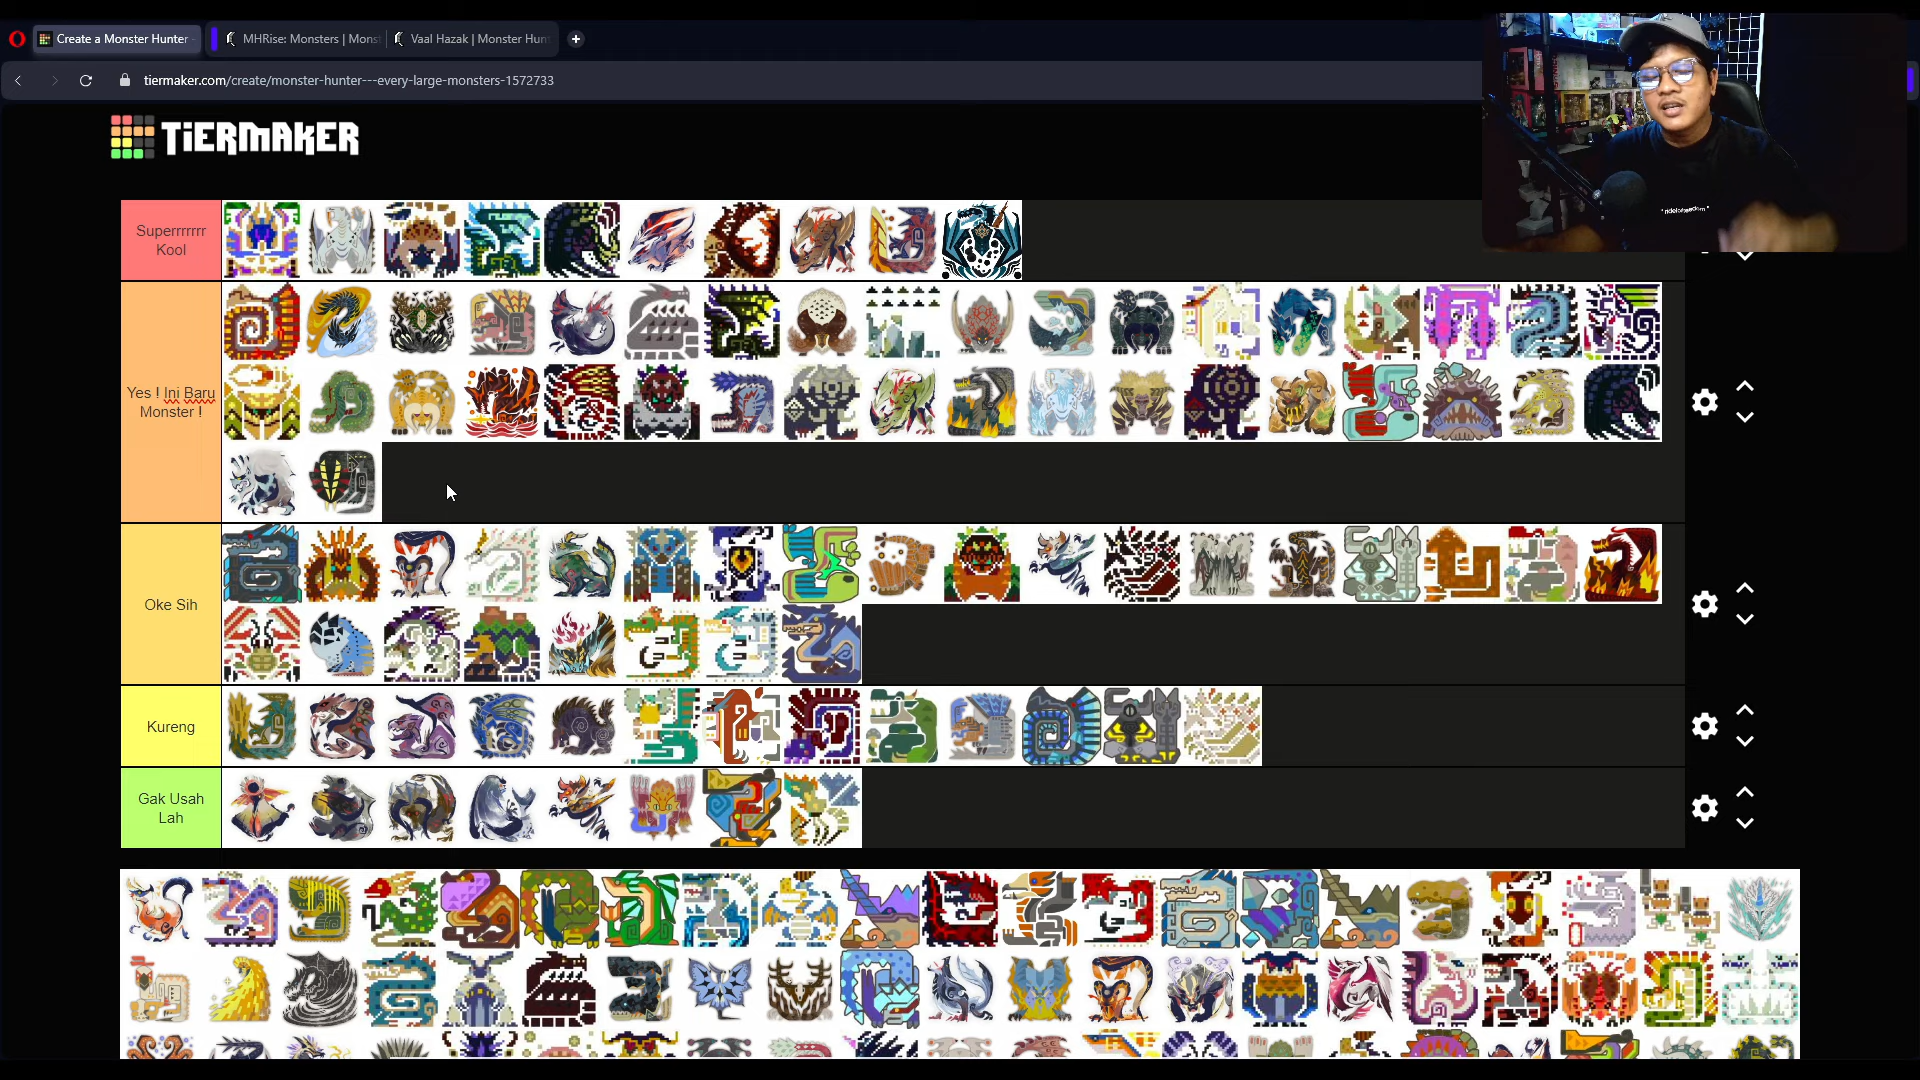 Create a Monster Hunter
MHRise: Monsters | Mons
Vaal Hazak | Monster Hun
tiermaker.com/create/monster-hunter---every-large-monsters-1572733
TiERMAKER
Superrrrrrr
Kool
Yes ! Ini Baru
Monster !
Oke Sih
Kureng
Gak Usah
Lah